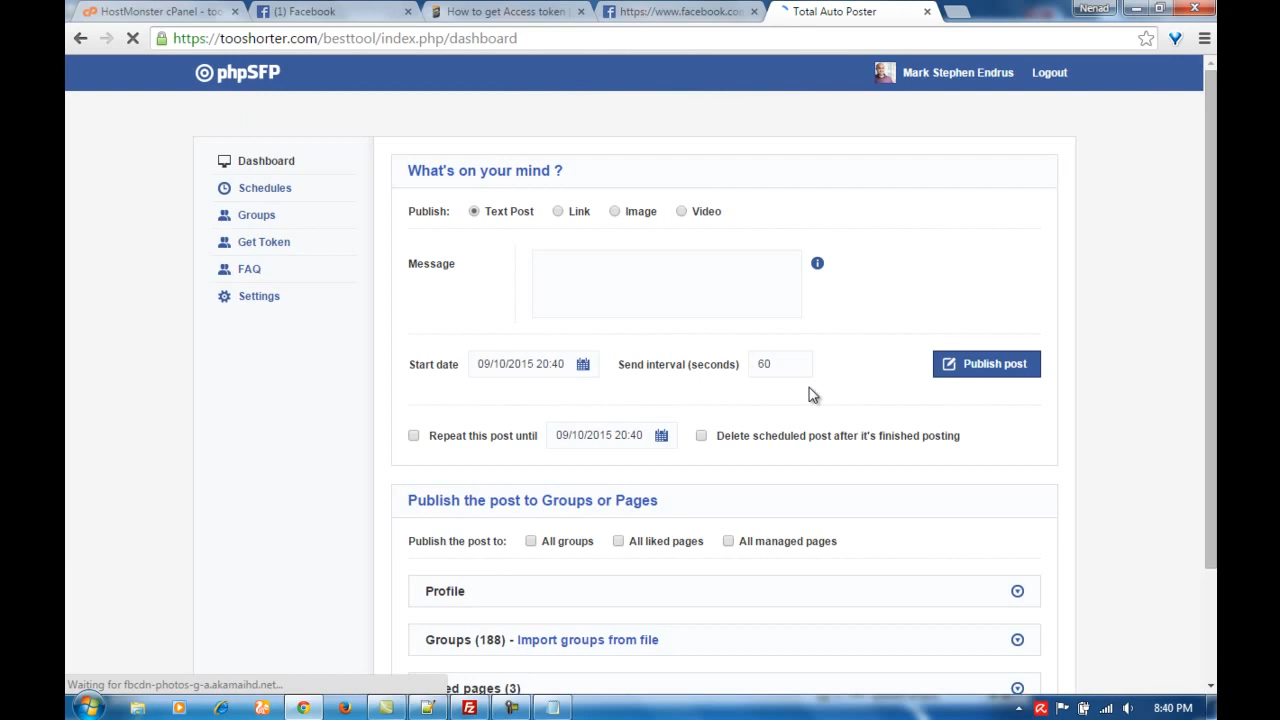 HostMonster cPanel - too
(1) Facebook
How to get Access token
https://www.facebook.com
Total Auto Poster
Nenad
https://tooshorter.com/besttool/index.php/dashboard
phpSFP
Mark Stephen Endrus
Logout
Dashboard
Schedules
Groups
Get Token
FAQ
Settings
What's on your mind ?
Publish: Text Post Link Image Video
Message
Start date 09/10/2015 20:40 Send interval (seconds) 60 Publish post
Repeat this post until 09/10/2015 20:40 Delete scheduled post after it's finished posting
Publish the post to Groups or Pages
Publish the post to: All groups All liked pages All managed pages
Profile
Groups (188) - Import groups from file
ed pages (3)
Waiting for fbcdn-photos-g-a.akamaihd.net...
8:40 PM